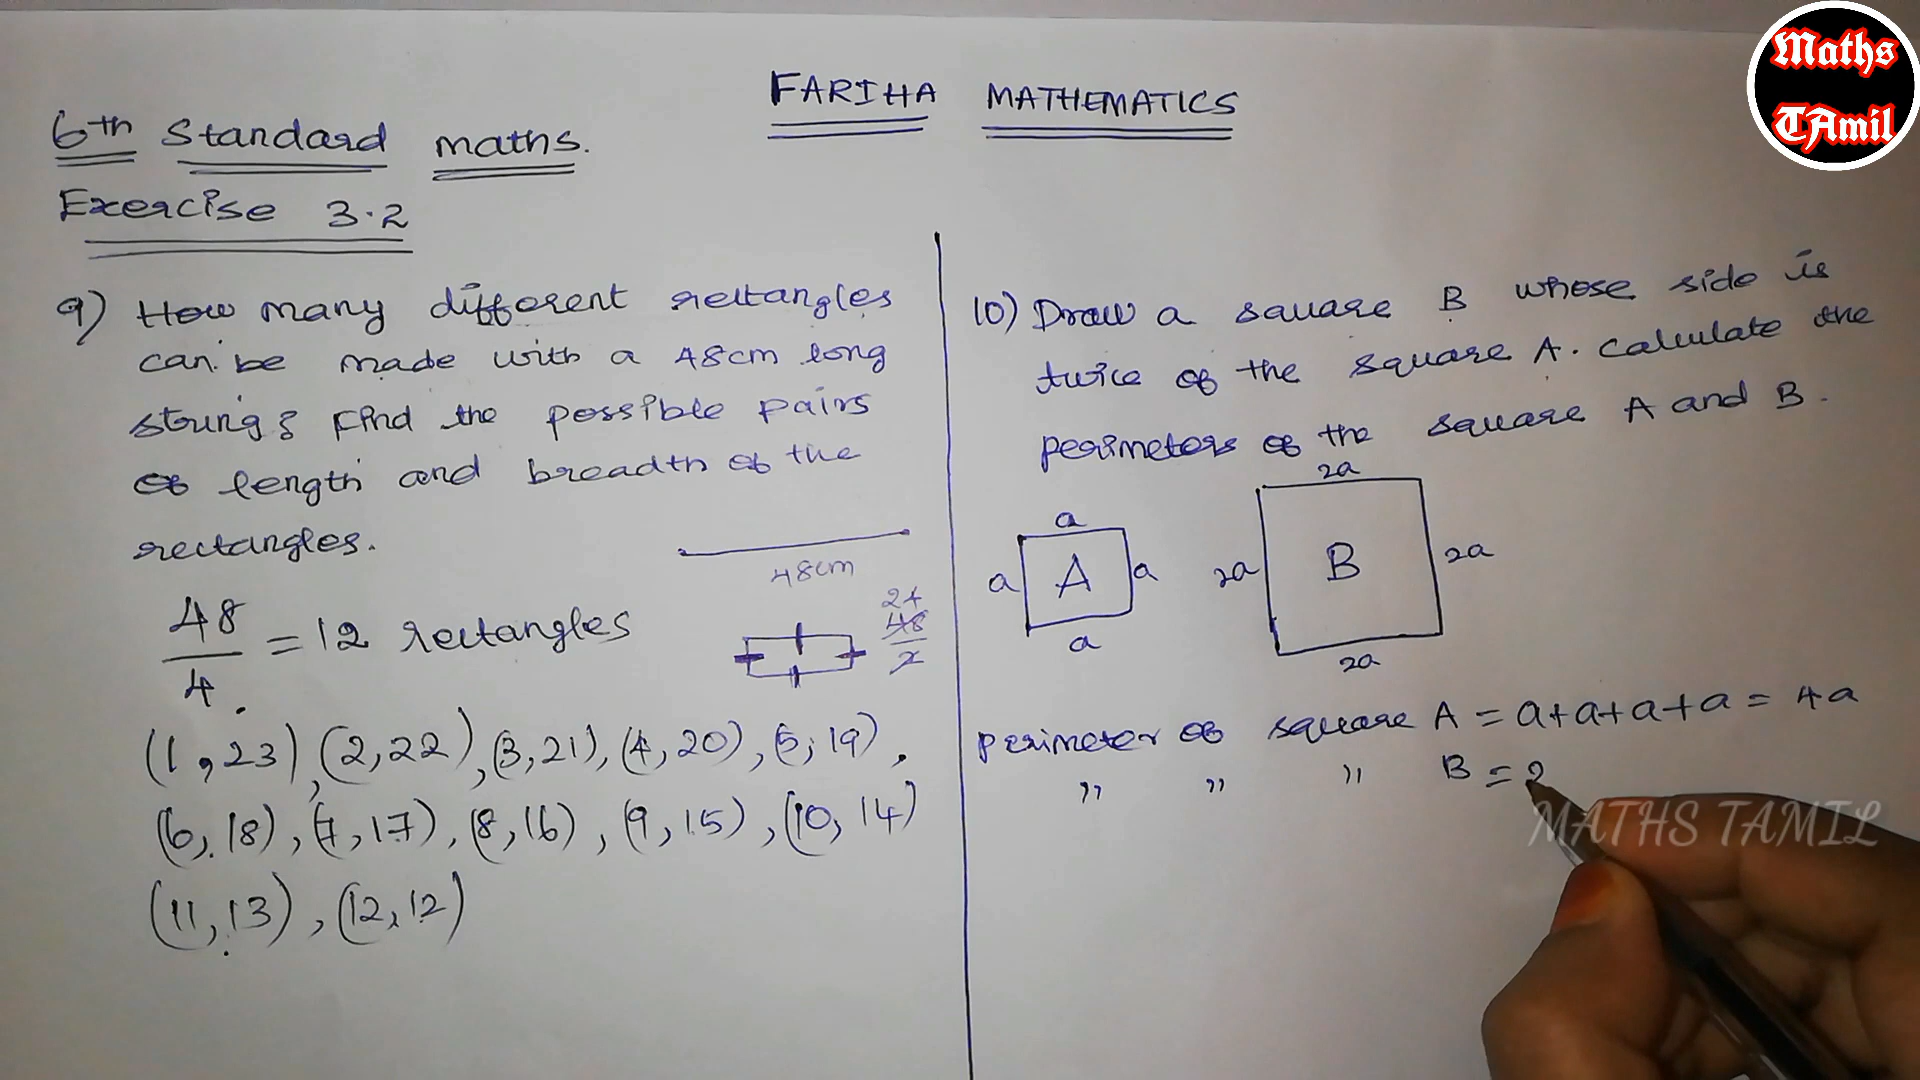 Maths
TAmil
FARIHA MATHEMATICS
6th Standard maths.
Exercise 3.2
9) How many different rectangles
can be made with a 48cm long
string? Find the possible pairs
of length and breadth of the
rectangles.
48cm
48/4 = 12 rectangles
24
48
2
(1,23), (2,22), (3,21), (4,20), (5,19),
(6,18), (7,17), (8,16), (9,15), (10,14)
(11,13), (12,12)
10) Draw a square B whose side is
twice of the square A. calculate the
perimeters of the square A and B.
a
a A a
a
2a
2a B 2a
2a
perimeter of square A = a+a+a+a = 4a
" " " B = 2
MATHS TAMIL